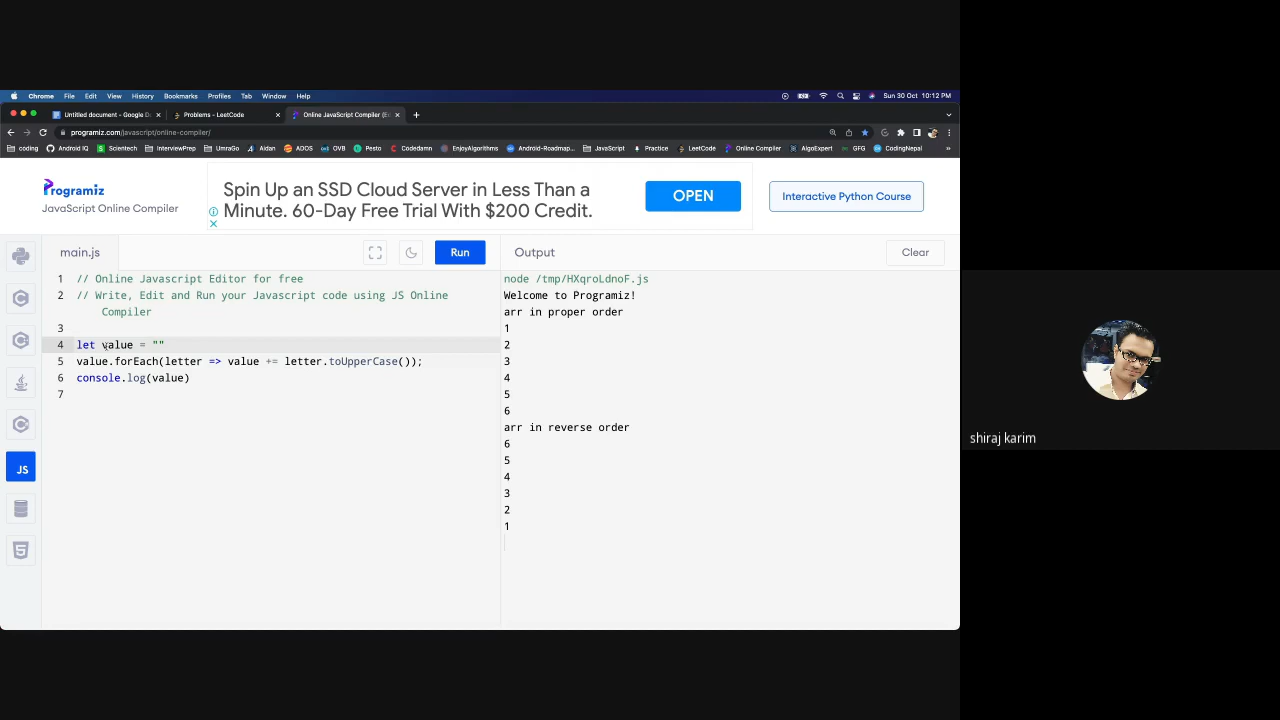 Chrome File Edit View History Bookmarks Profiles Tab Window Help Sun 30 Oct 10:12 PM
Untitled document - Google D Problems - LeetCode Online JavaScript Compiler (E
programiz.com/javascript/online-compiler/
coding Android IQ Scientech InterviewPrep UmraGo Aidan ADOS OVB Pesto Codedamn EnjoyAlgorithms Android-Roadmap... JavaScript Practice LeetCode Online Compiler AlgoExpert GFG CodingNepal »
Programiz
JavaScript Online Compiler
Spin Up an SSD Cloud Server in Less Than a
Minute. 60-Day Free Trial With $200 Credit.
OPEN
Interactive Python Course
main.js
Run
Output
Clear
1 // Online Javascript Editor for free
2 // Write, Edit and Run your Javascript code using JS Online
Compiler
3
4 let value = ""
5 value.forEach(letter => value += letter.toUpperCase());
6 console.log(value)
7
JS
5
node /tmp/HXqroLdnoF.js
Welcome to Programiz!
arr in proper order
1
2
3
4
5
6
arr in reverse order
6
5
4
3
2
1
shiraj karim